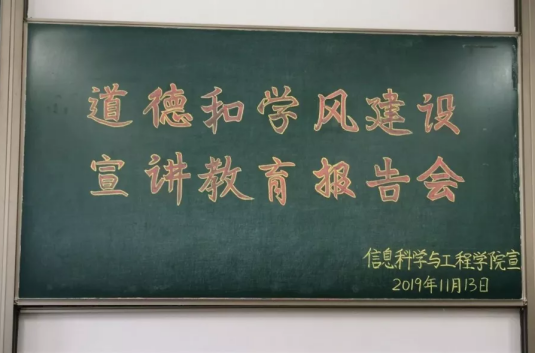 道德和学风建设
宣讲教育报告会
信息科学与工程学院宣
2019年11月13日